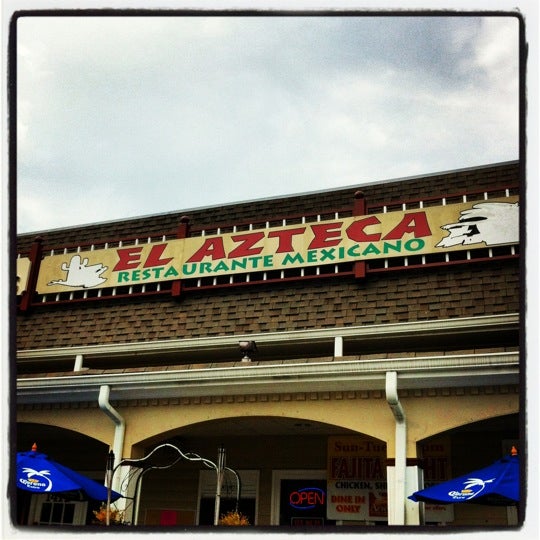 EL AZTECA
RESTAURANTE MEXICANO
FAJITA
CHICKEN,
DINE IN
ONLY
OPEN
Corona
Corona